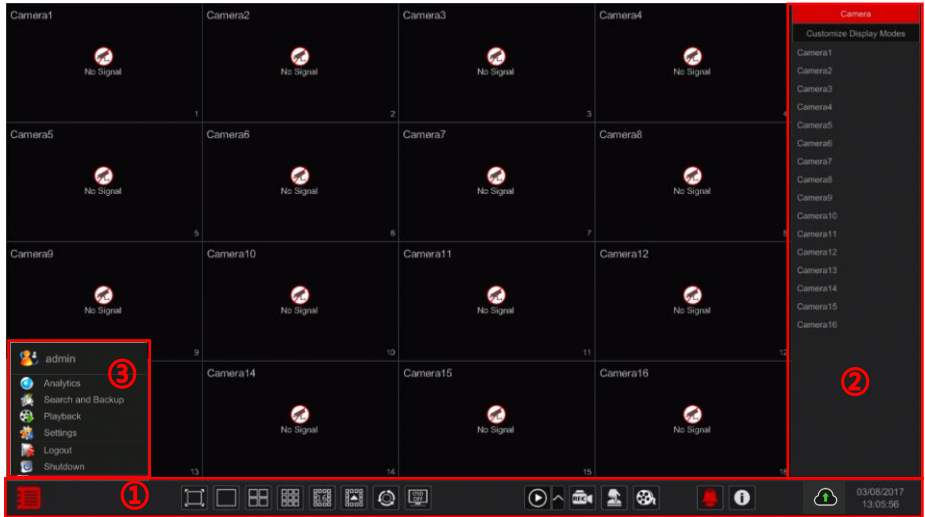 Camera1
Camera2
Camera3
Camera4
No Signal
No Signal
No Signal
No Signal
1
2
3
4
Camera5
Camera6
Camera7
Camera8
No Signal
No Signal
No Signal
No Signal
5
6
7
8
Camera9
Camera10
Camera11
Camera12
No Signal
No Signal
No Signal
No Signal
9
10
11
12
Camera14
Camera15
Camera16
No Signal
No Signal
No Signal
13
14
15
16
admin
③
Analytics
Search and Backup
Playback
Settings
Logout
Shutdown
Camera
Customize Display Modes
Camera1
Camera2
Camera3
Camera4
Camera5
Camera6
Camera7
Camera8
Camera9
Camera10
Camera11
Camera12
Camera13
Camera14
Camera15
Camera16
②
①
OSD
OFF
REC
03/08/2017
13:05:56